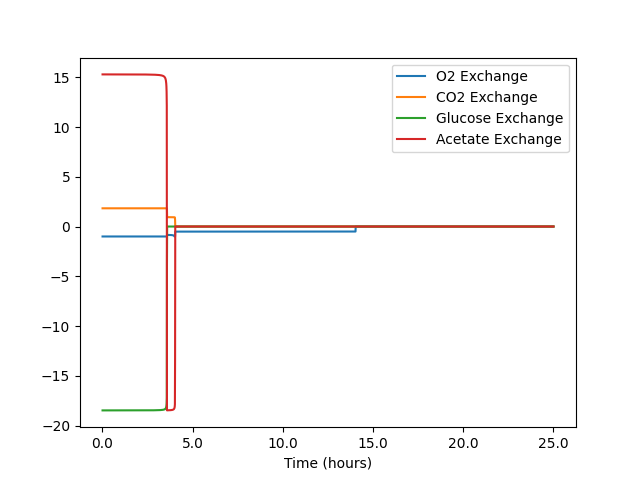 15
10
5
0
−5
−10
−15
−20
0.0 5.0 10.0 15.0 20.0 25.0
Time (hours)
O2 Exchange
CO2 Exchange
Glucose Exchange
Acetate Exchange